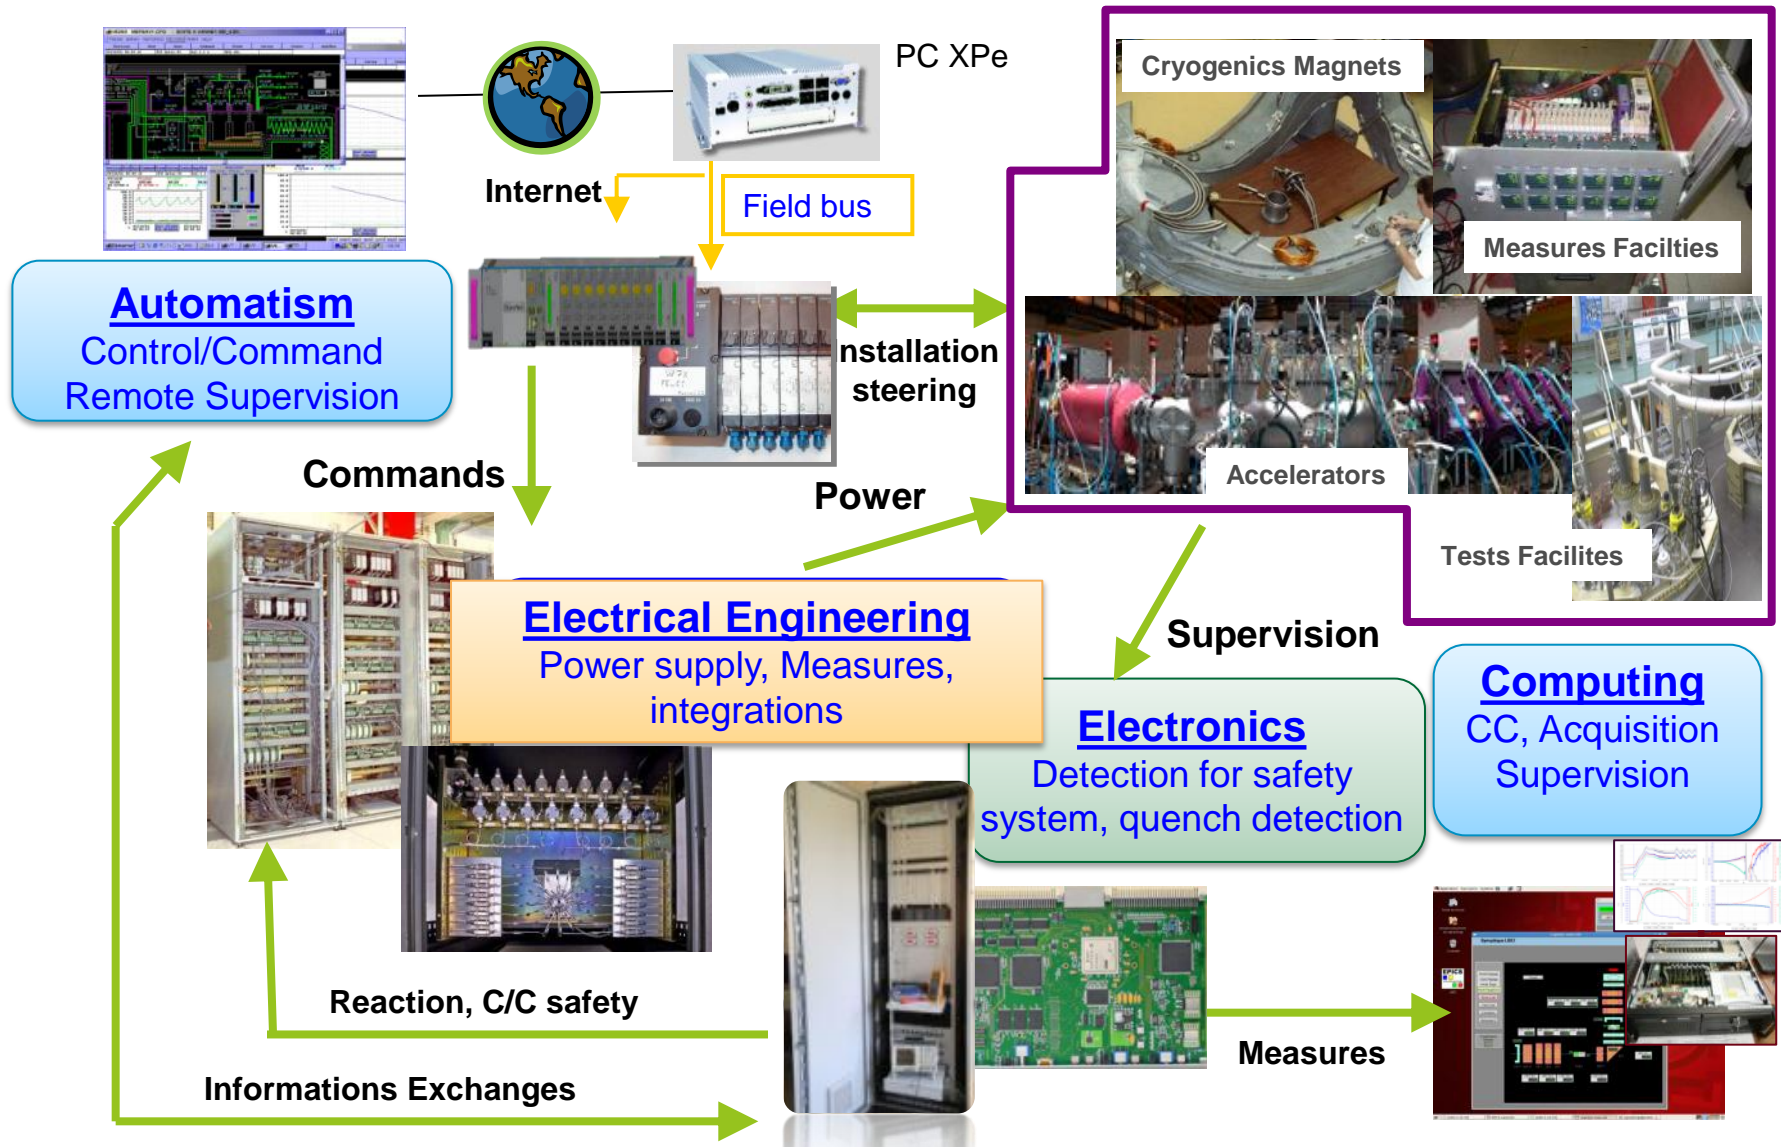 PC XPe
Internet
Field bus
Cryogenics Magnets
Measures Facilties
Accelerators
Tests Facilites
Automatism
Control/Command
Remote Supervision
nstallation
steering
Commands
Power
Electrical Engineering
Power supply, Measures,
integrations
Supervision
Electronics
Detection for safety
system, quench detection
Computing
CC, Acquisition
Supervision
Reaction, C/C safety
Informations Exchanges
Measures
EPICS